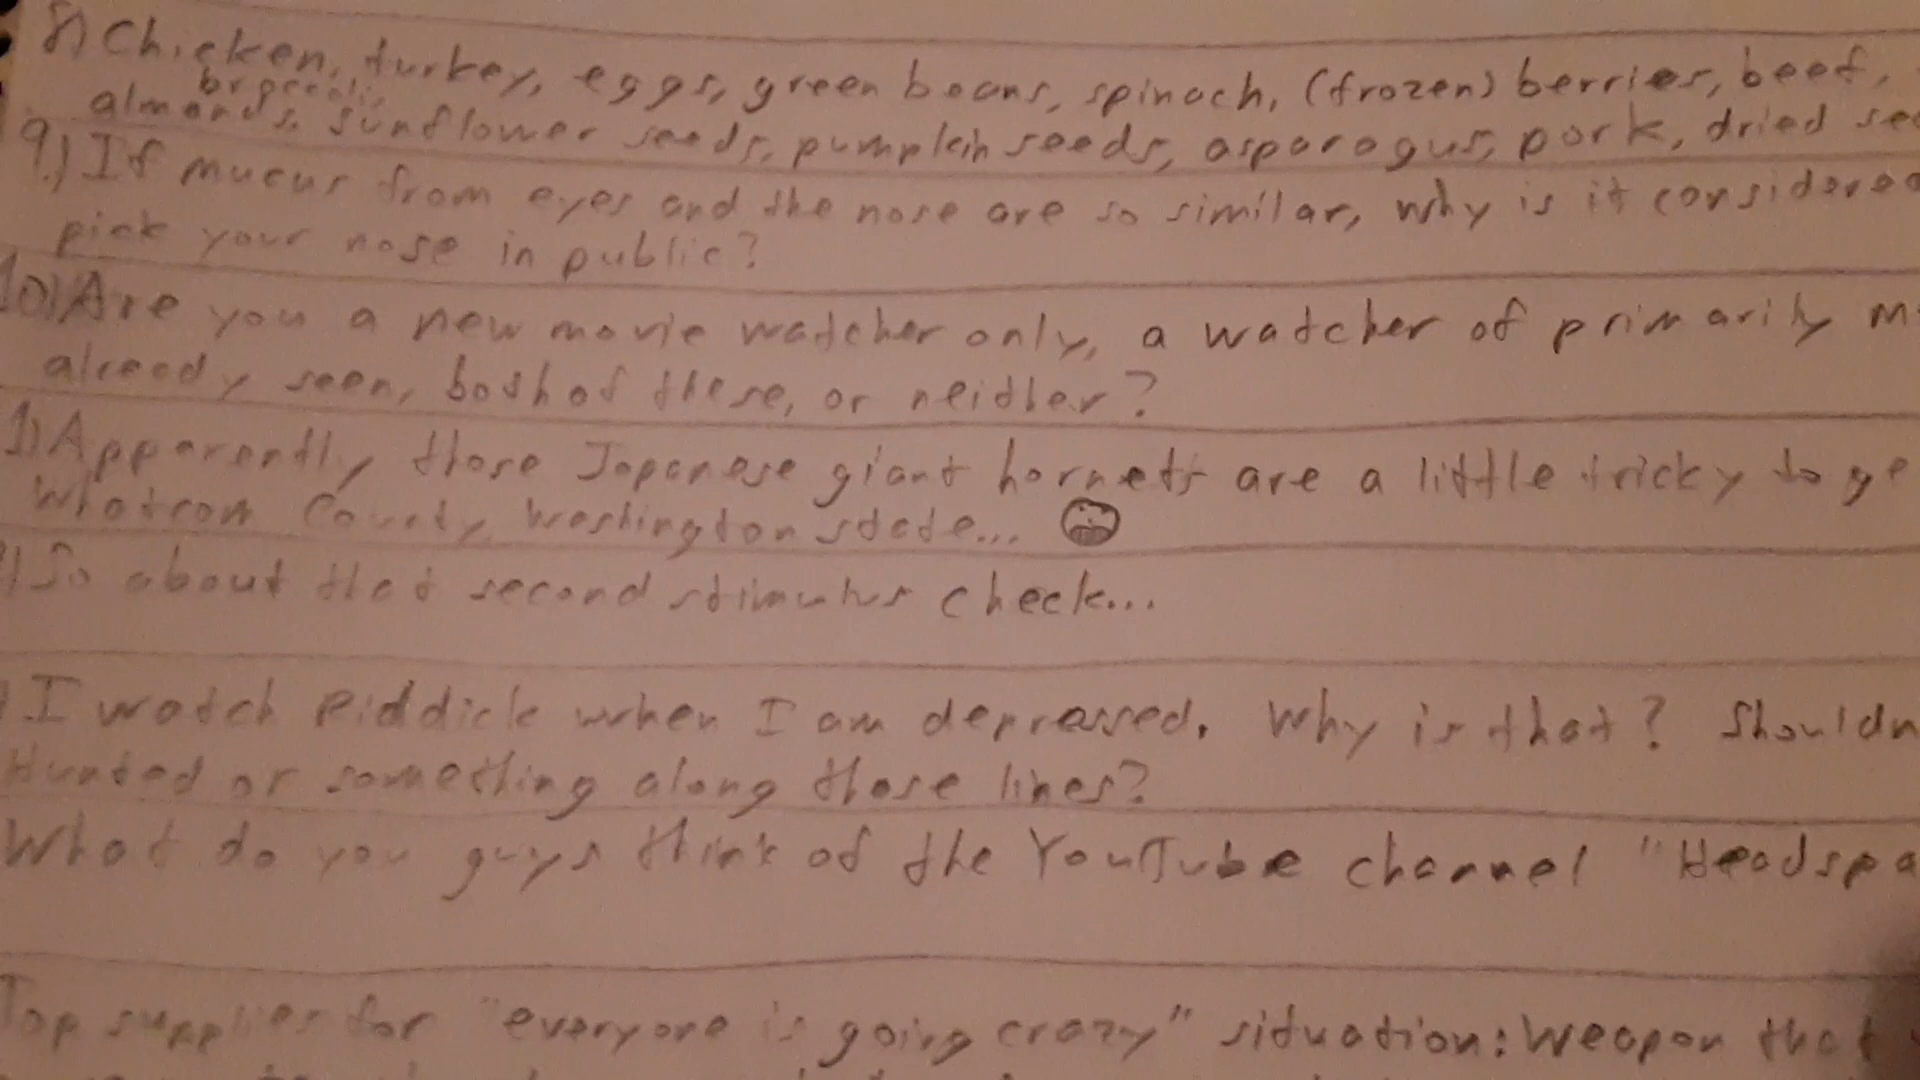 8) Chicken, turkey, eggs, green beans, spinach, (frozen) berries, beef,
broccoli,
almonds, sunflower seeds, pumpkin seeds, asparagus, pork, dried
9.) If mucus from eyes and the nose are so similar, why is it considered
pick your nose in public?
10) Are you a new movie watcher only, a watcher of primarily
already seen, both of these, or neither?
1) Apparently those Japanese giant hornets are a little tricky to ge
Whatcom County, Washington state...
) So about that second stimulus check...
I watch Riddick when I am depressed. Why is that? Shouldn
Hunted or something along those lines?
What do you guys think of the YouTube channel "Headspa
Top supplies for "everyone is going crazy" situation: Weapon that